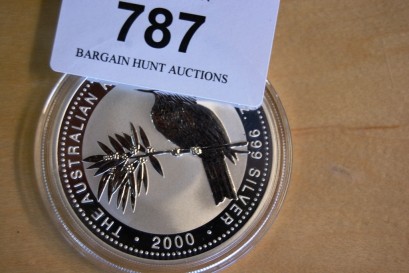 787
BARGAIN HUNT AUCTIONS
THE AUSTRALIAN
999 SILVER
· 2000 ·